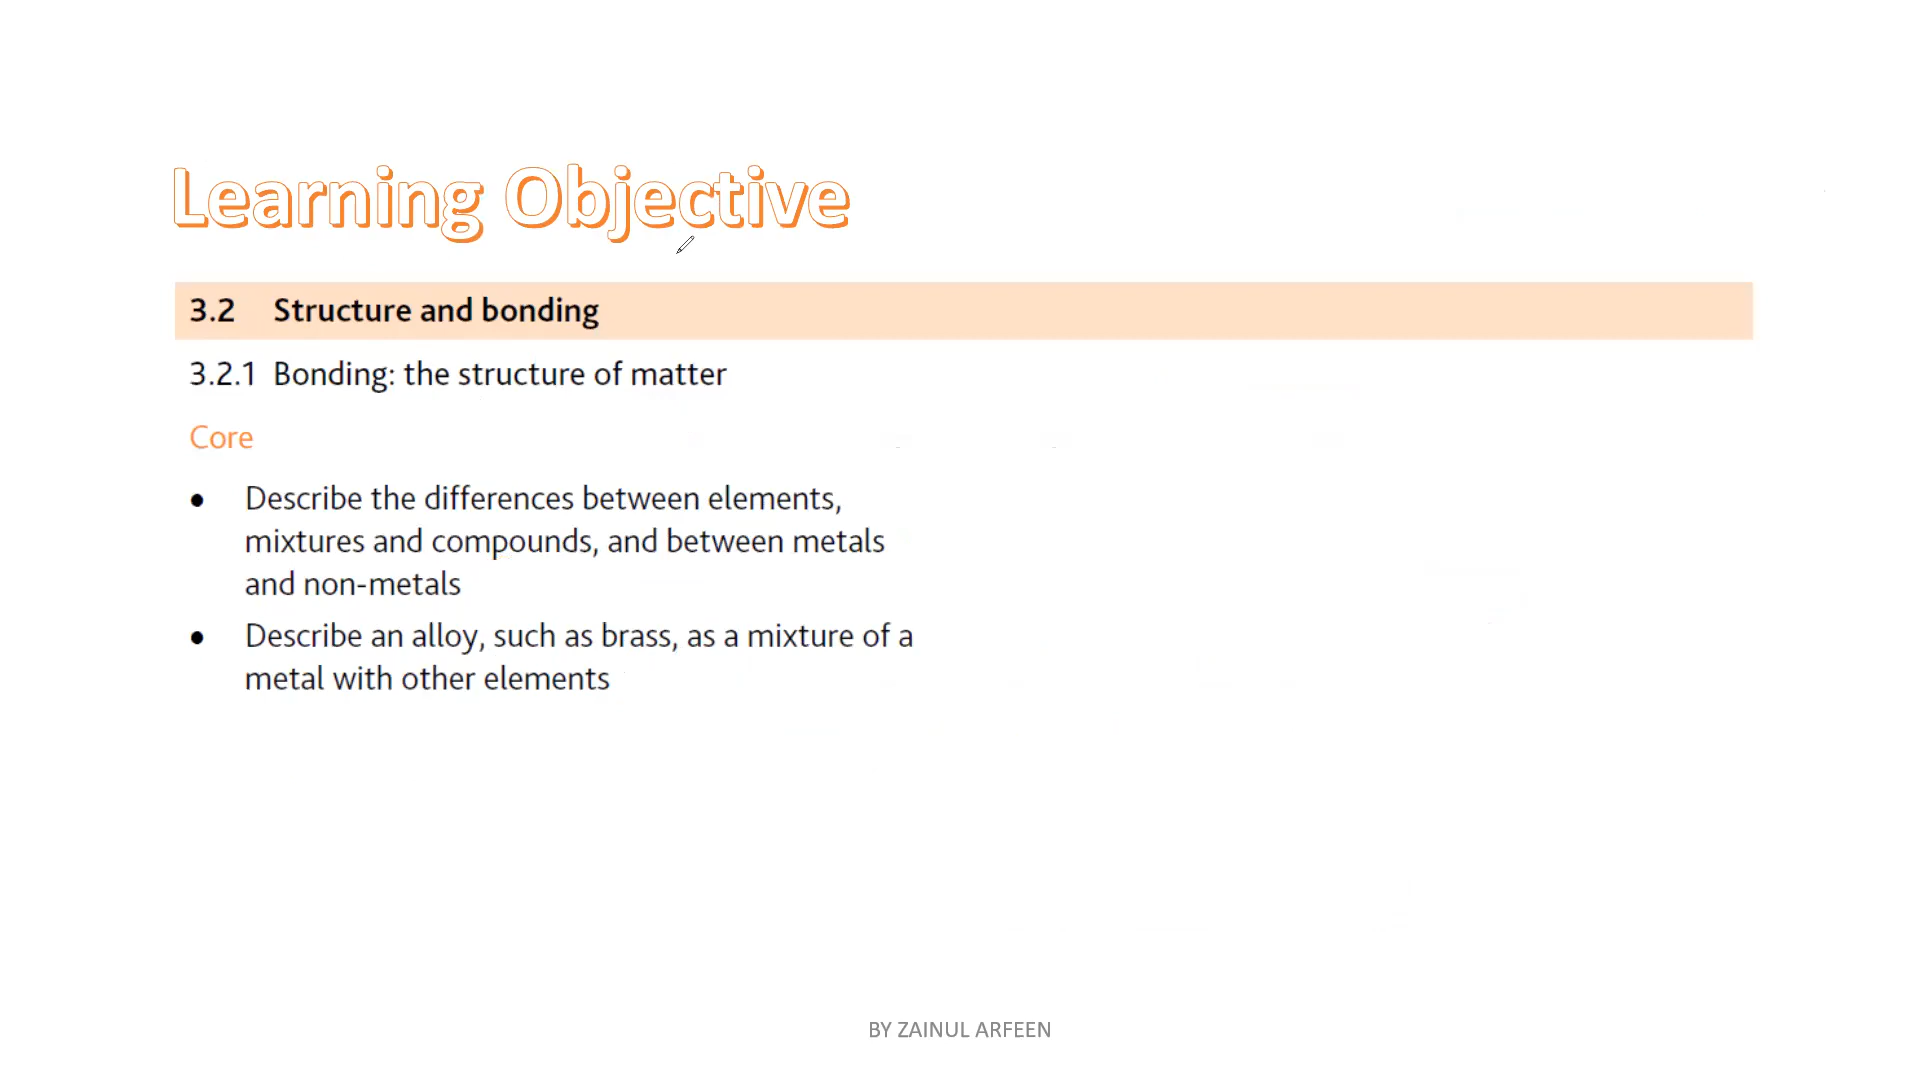 Learning Objective
3.2 Structure and bonding
3.2.1 Bonding: the structure of matter
Core
• Describe the differences between elements,
mixtures and compounds, and between metals
and non-metals
• Describe an alloy, such as brass, as a mixture of a
metal with other elements
BY ZAINUL ARFEEN